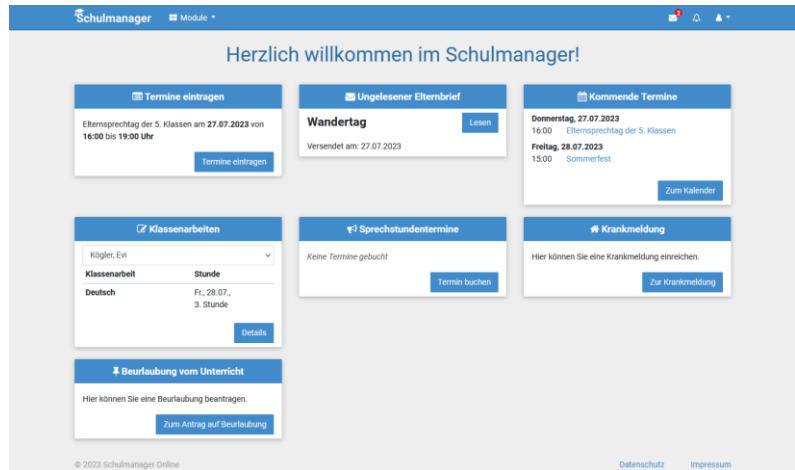 Schulmanager
Module
2
Herzlich willkommen im Schulmanager!
Termine eintragen
Elternsprechtag der 5. Klassen am 27.07.2023 von
16:00 bis 19:00 Uhr
Termine eintragen
Ungelesener Elternbrief
Wandertag
Lesen
Versendet am: 27.07.2023
Kommende Termine
Donnerstag, 27.07.2023
16:00 Elternsprechtag der 5. Klassen
Freitag, 28.07.2023
15:00 Sommerfest
Zum Kalender
Klassenarbeiten
Kögler, Evi
Klassenarbeit Stunde
Deutsch Fr., 28.07.,
3. Stunde
Details
Sprechstundentermine
Keine Termine gebucht
Termin buchen
Krankmeldung
Hier können Sie eine Krankmeldung einreichen.
Zur Krankmeldung
Beurlaubung vom Unterricht
Hier können Sie eine Beurlaubung beantragen.
Zum Antrag auf Beurlaubung
© 2023 Schulmanager Online
Datenschutz Impressum